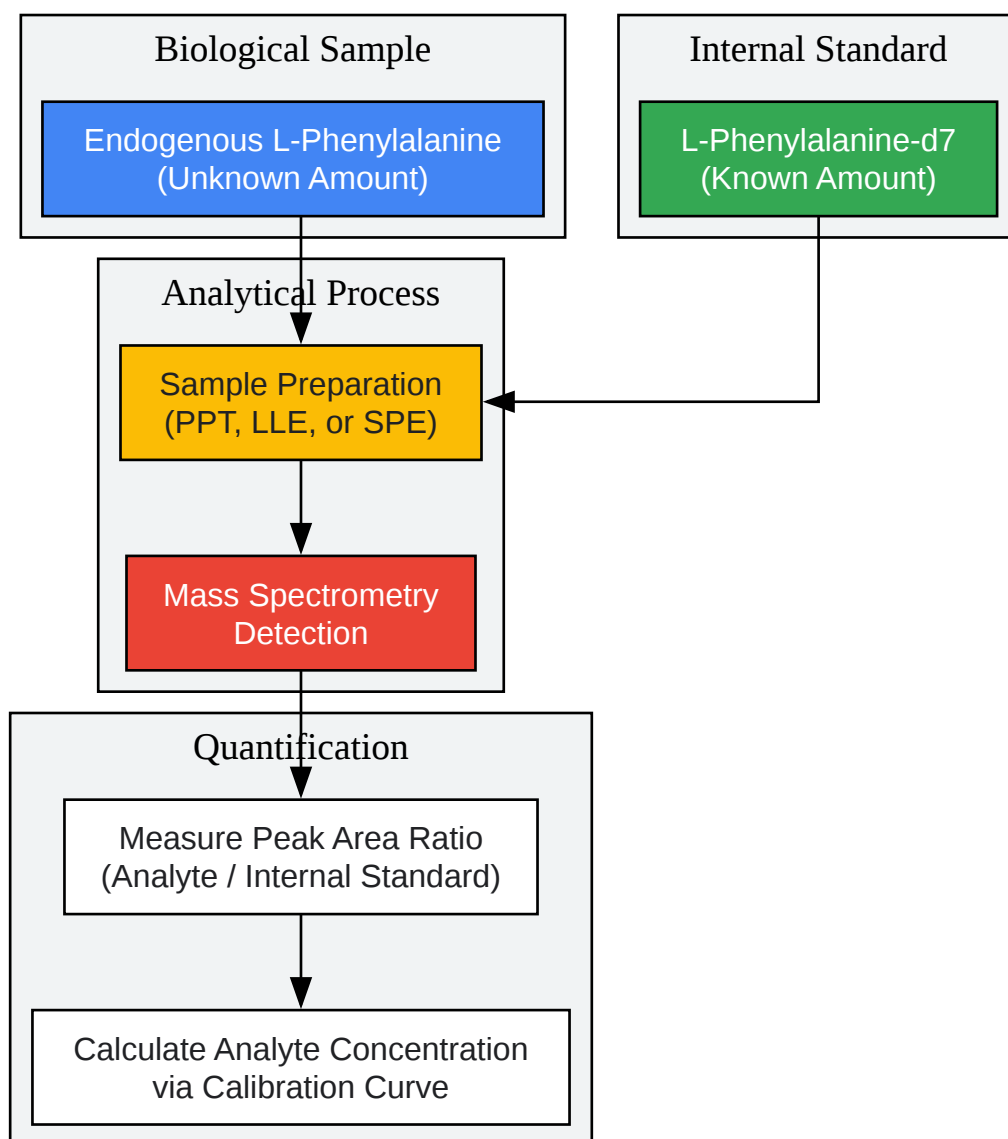 Biological Sample
Endogenous L-Phenylalanine
(Unknown Amount)
Internal Standard
L-Phenylalanine-d7
(Known Amount)
Analytical Process
Sample Preparation
(PPT, LLE, or SPE)
Mass Spectrometry
Detection
Quantification
Measure Peak Area Ratio
(Analyte / Internal Standard)
Calculate Analyte Concentration
via Calibration Curve